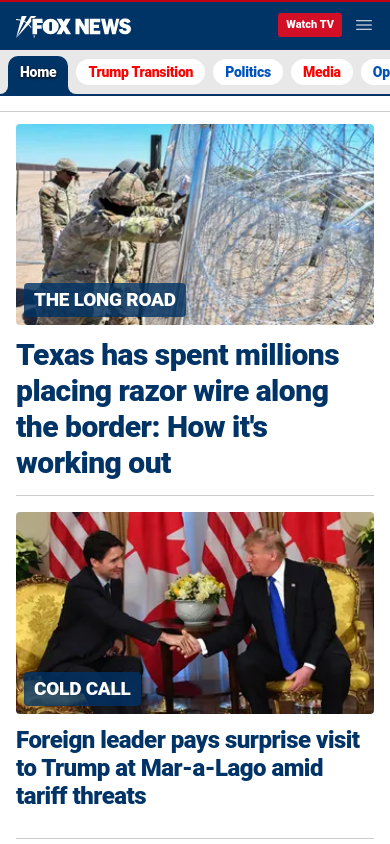 FOX NEWS
Watch TV
Home
Trump Transition
Politics
Media
Op
THE LONG ROAD
Texas has spent millions
placing razor wire along
the border: How it's
working out
COLD CALL
Foreign leader pays surprise visit
to Trump at Mar-a-Lago amid
tariff threats